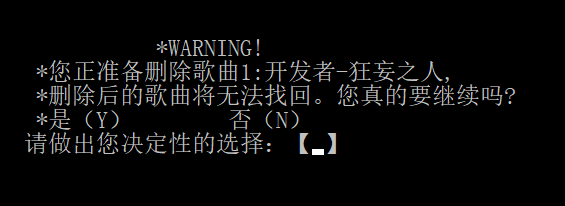 *WARNING!
*您正准备删除歌曲1:开发者-狂妄之人,
*删除后的歌曲将无法找回。您真的要继续吗?
*是（Y） 否（N）
请做出您决定性的选择：【_】